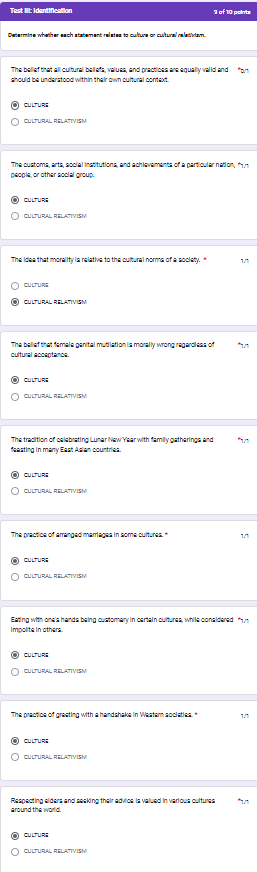 Test III: Identification
9 of 10 points
Determine whether each statement relates to culture or cultural relativism.
The belief that all cultural beliefs, values, and practices are equally valid and *0/1
should be understood within their own cultural context.
CULTURE
CULTURAL RELATIVISM
The customs, arts, social institutions, and achievements of a particular nation, *1/1
people, or other social group.
CULTURE
CULTURAL RELATIVISM
The idea that morality is relative to the cultural norms of a society. * 1/1
CULTURE
CULTURAL RELATIVISM
The belief that female genital mutilation is morally wrong regardless of *1/1
cultural acceptance.
CULTURE
CULTURAL RELATIVISM
The tradition of celebrating Lunar New Year with family gatherings and *1/1
feasting in many East Asian countries.
CULTURE
CULTURAL RELATIVISM
The practice of arranged marriages in some cultures. * 1/1
CULTURE
CULTURAL RELATIVISM
Eating with one's hands being customary in certain cultures, while considered *1/1
impolite in others.
CULTURE
CULTURAL RELATIVISM
The practice of greeting with a handshake in Western societies. * 1/1
CULTURE
CULTURAL RELATIVISM
Respecting elders and seeking their advice is valued in various cultures *1/1
around the world.
CULTURE
CULTURAL RELATIVISM